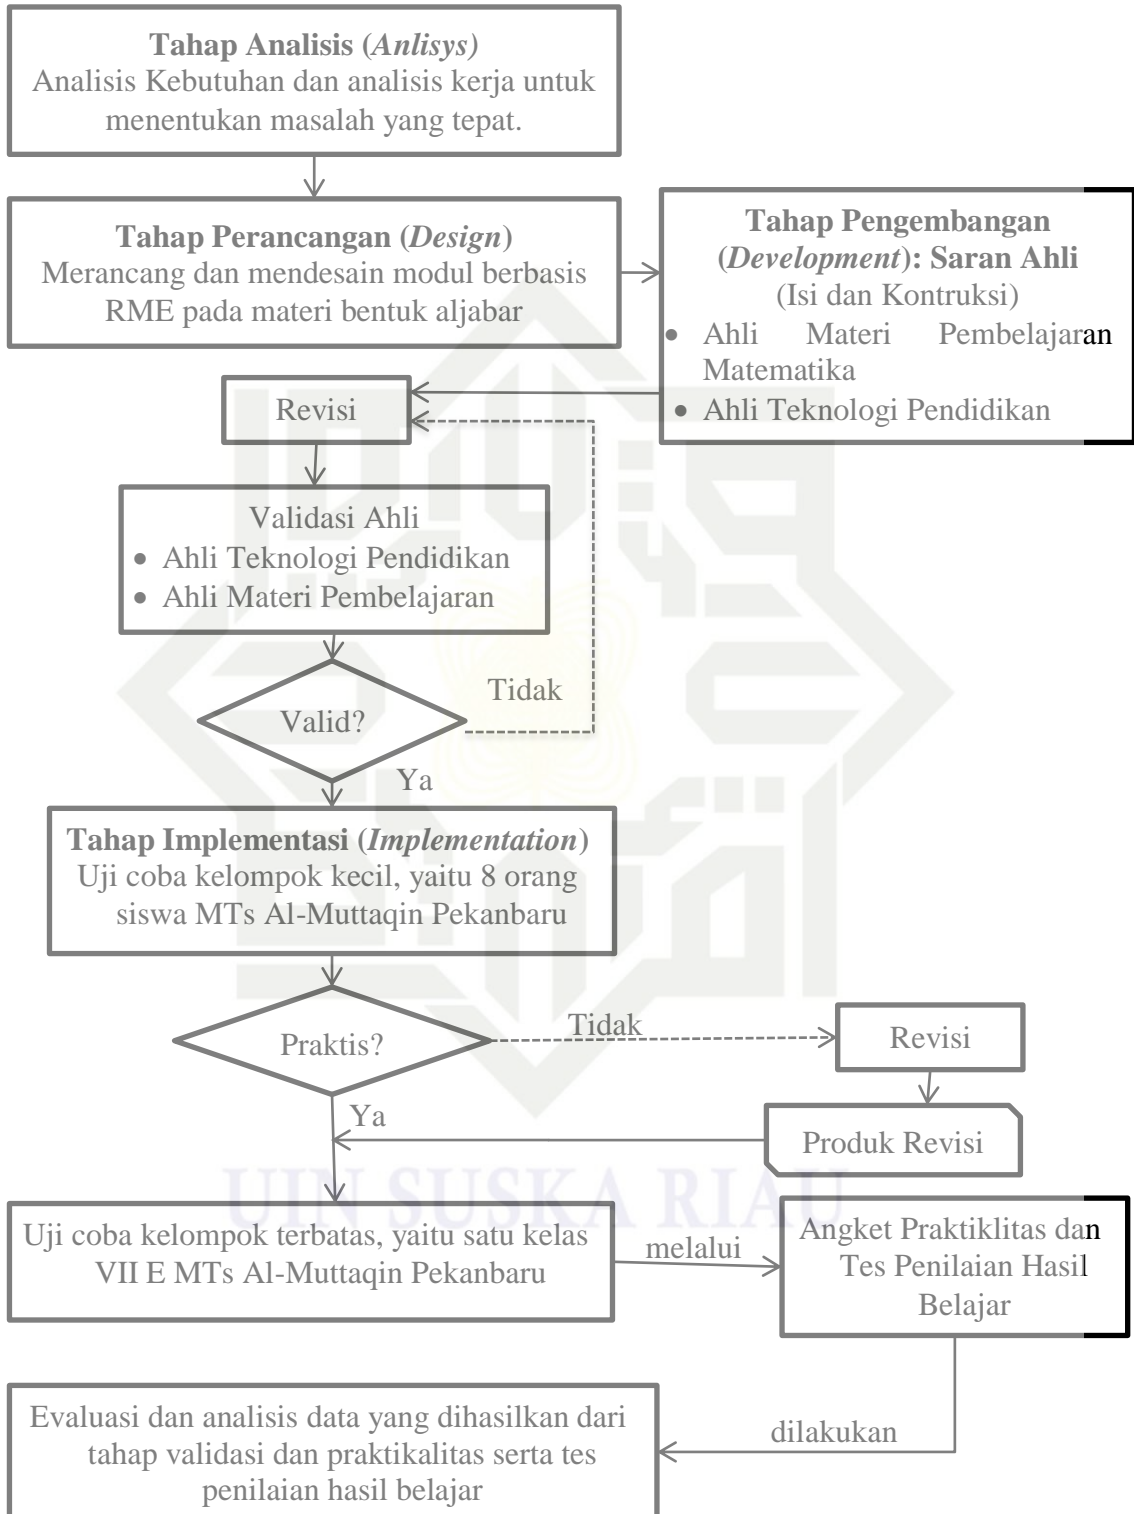 Tahap Analisis (Anlisys)
Analisis Kebutuhan dan analisis kerja untuk
menentukan masalah yang tepat.
Tahap Perancangan (Design)
Merancang dan mendesain modul berbasis
RME pada materi bentuk aljabar
Tahap Pengembangan
(Development): Saran Ahli
(Isi dan Kontruksi)
• Ahli Materi Pembelajaran
Matematika
• Ahli Teknologi Pendidikan
Revisi
Validasi Ahli
• Ahli Teknologi Pendidikan
• Ahli Materi Pembelajaran
Tidak
Valid?
Ya
Tahap Implementasi (Implementation)
Uji coba kelompok kecil, yaitu 8 orang
siswa MTs Al-Muttaqin Pekanbaru
Praktis?
Tidak
Revisi
Ya
Produk Revisi
UIN SUSKA RIAU
Uji coba kelompok terbatas, yaitu satu kelas
VII E MTs Al-Muttaqin Pekanbaru
melalui
Angket Praktiklitas dan
Tes Penilaian Hasil
Belajar
dilakukan
Evaluasi dan analisis data yang dihasilkan dari
tahap validasi dan praktikalitas serta tes
penilaian hasil belajar